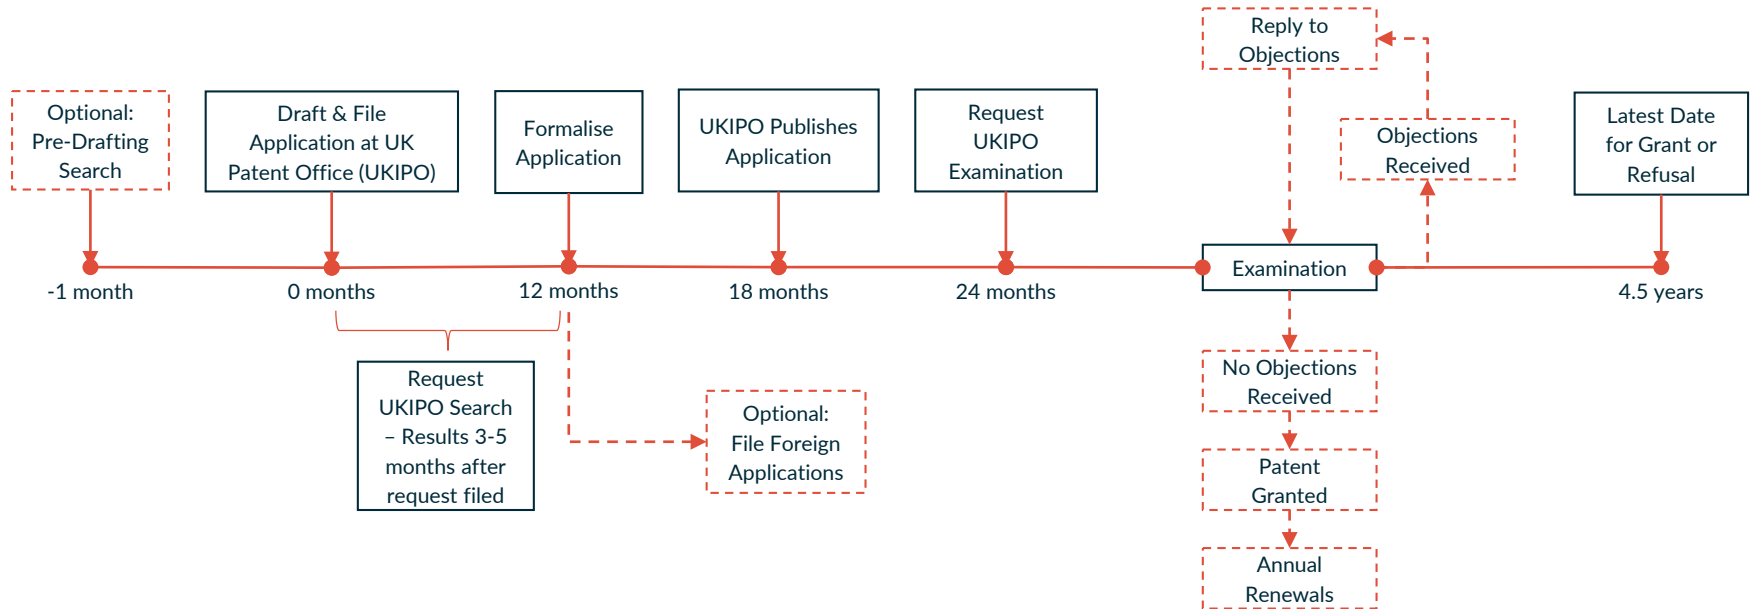 Reply to
Objections
Optional:
Pre-Drafting
Search
Draft & File
Application at UK
Patent Office (UKIPO)
Formalise
Application
UKIPO Publishes
Application
Request
UKIPO
Examination
Objections
Received
Latest Date
for Grant or
Refusal
-1 month
0 months
12 months
18 months
24 months
Examination
4.5 years
Request
UKIPO Search
– Results 3-5
months after
request filed
Optional:
File Foreign
Applications
No Objections
Received
Patent
Granted
Annual
Renewals